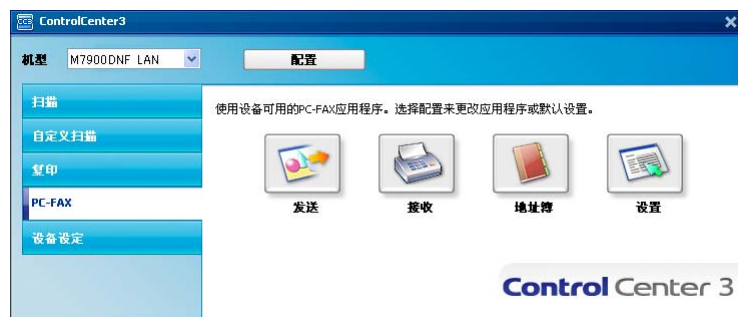 ControlCenter3
机型 M7900DNF LAN 配置
扫描
使用设备可用的PC-FAX应用程序。选择配置来更改应用程序或默认设置。
自定义扫描
复印
PC-FAX
设备设定
发送 接收 地址簿 设置
Control Center 3